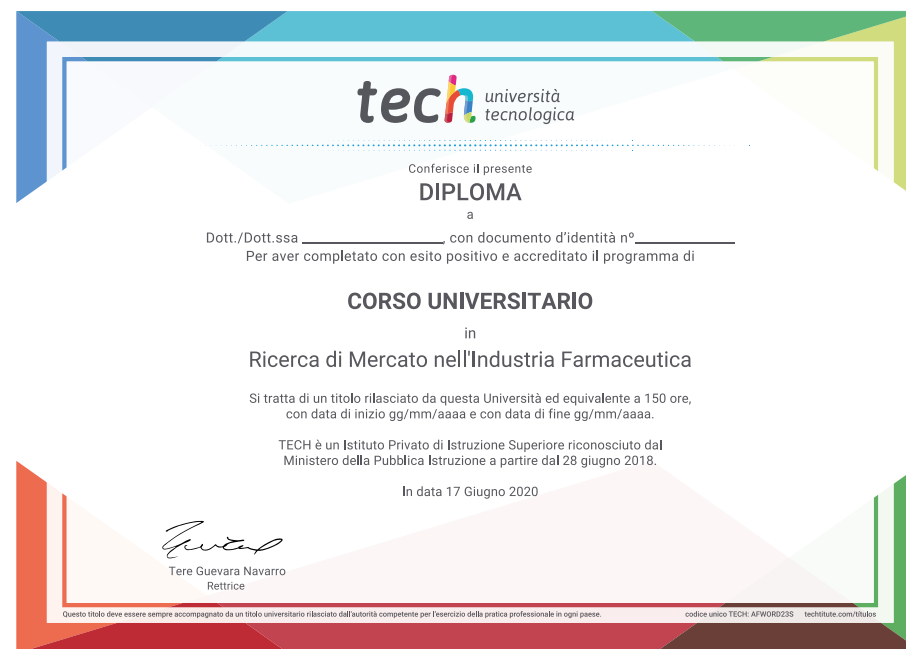 tech università
tecnologica
Conferisce il presente
DIPLOMA
a
Dott./Dott.ssa ________________, con documento d'identità nº____________
Per aver completato con esito positivo e accreditato il programma di
CORSO UNIVERSITARIO
in
Ricerca di Mercato nell'Industria Farmaceutica
Si tratta di un titolo rilasciato da questa Università ed equivalente a 150 ore,
con data di inizio gg/mm/aaaa e con data di fine gg/mm/aaaa.
TECH è un Istituto Privato di Istruzione Superiore riconosciuto dal
Ministero della Pubblica Istruzione a partire dal 28 giugno 2018.
In data 17 Giugno 2020
Tere Guevara Navarro
Rettrice
Questo titolo deve essere sempre accompagnato da un titolo universitario rilasciato dall'autorità competente per l'esercizio della pratica professionale in ogni paese. codice unico TECH: AFWORD23S techtitute.com/titulos